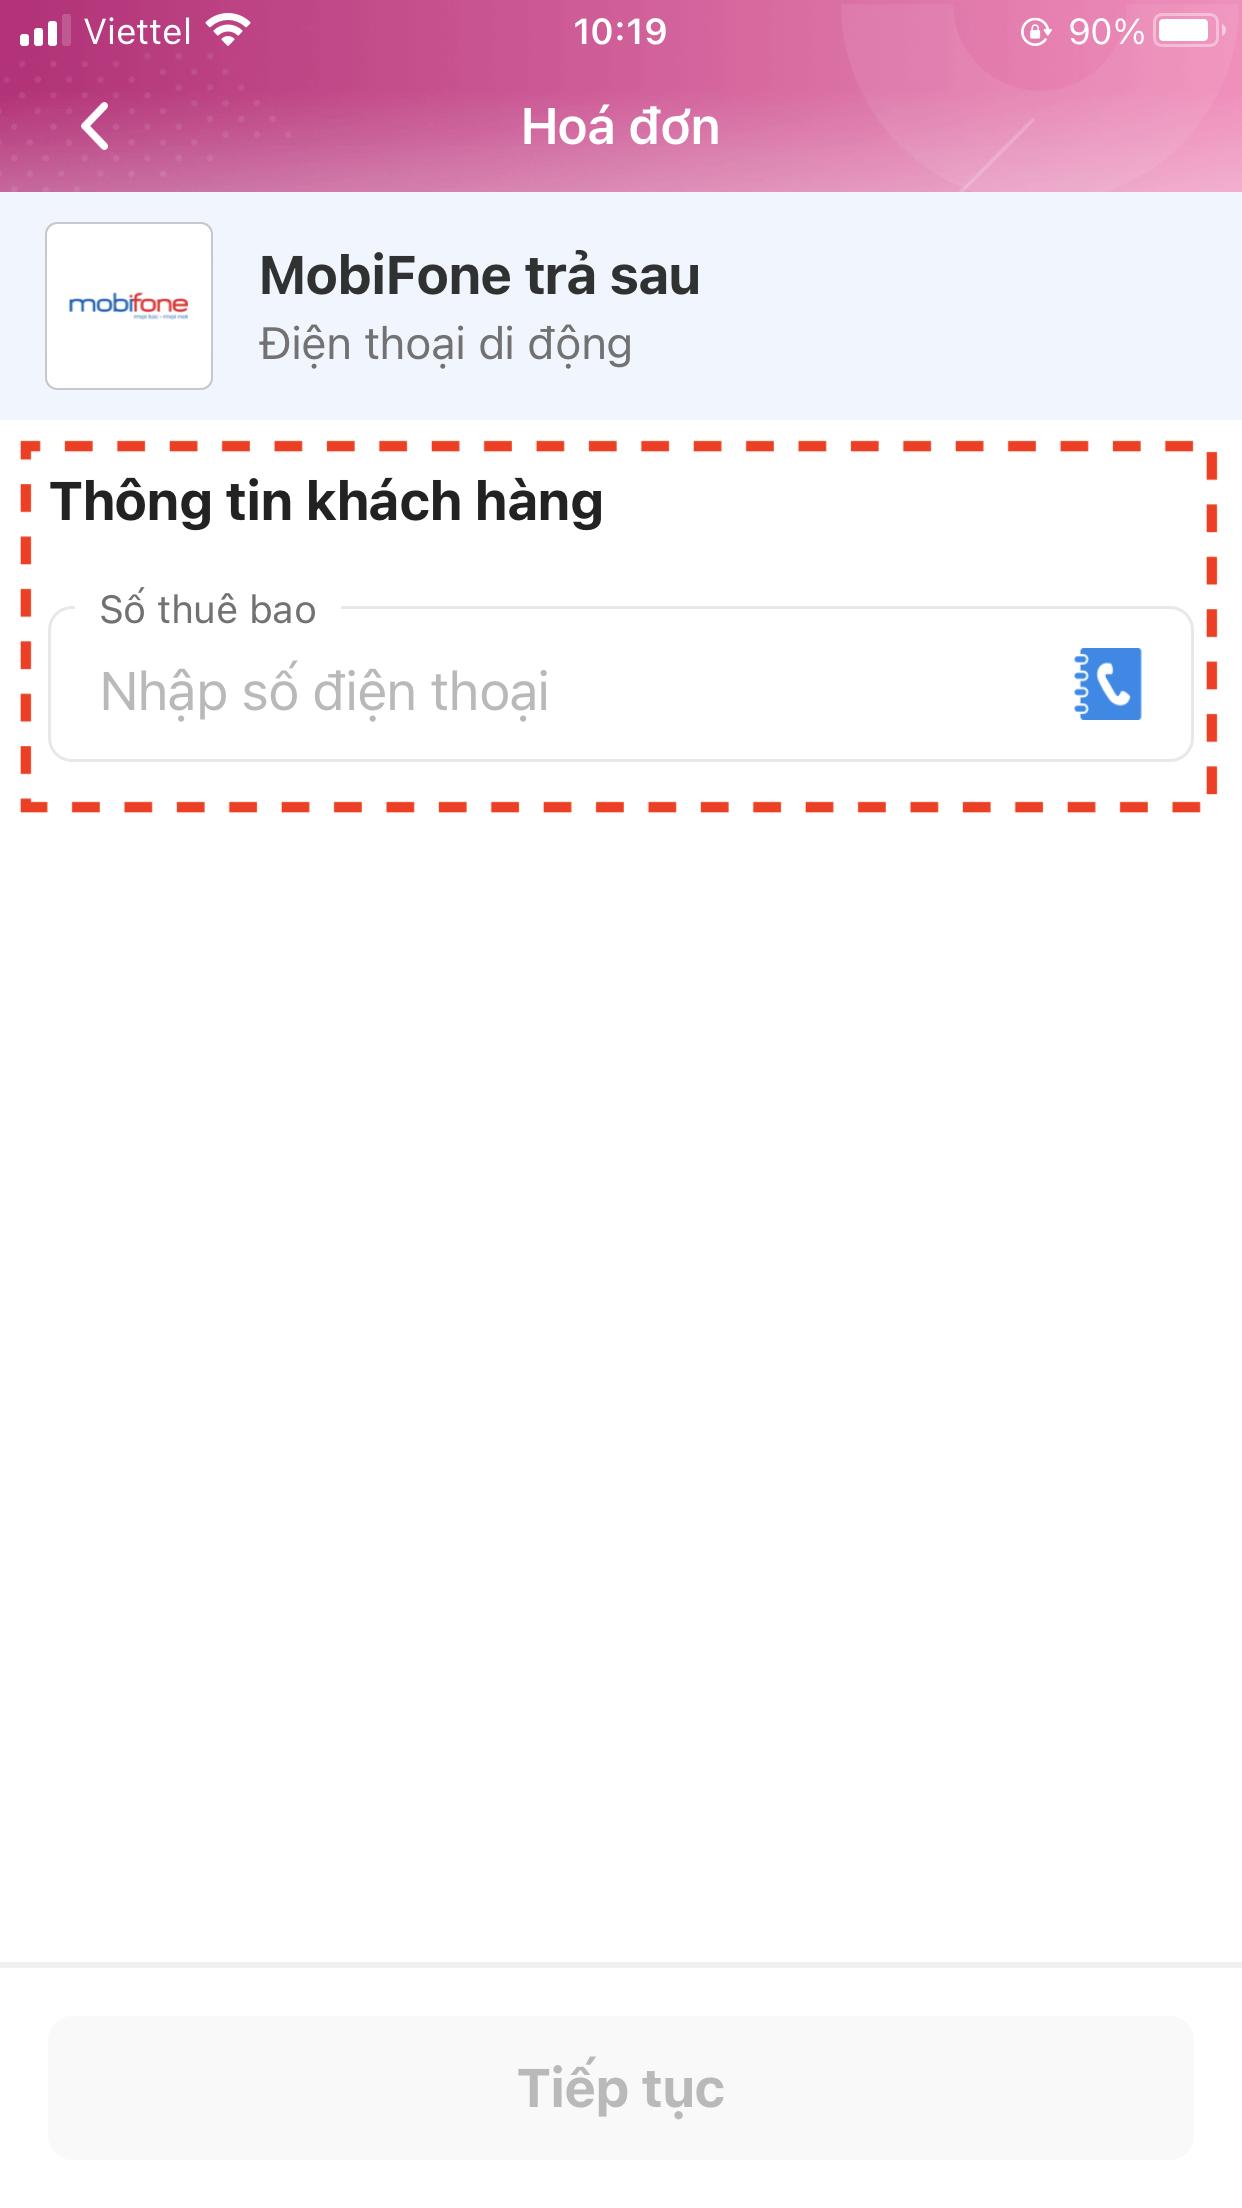 Viettel 10:19 90%
Hoá đơn
mobifone
MobiFone trả sau
Điện thoại di động
Thông tin khách hàng
Số thuê bao
Nhập số điện thoại
Tiếp tục